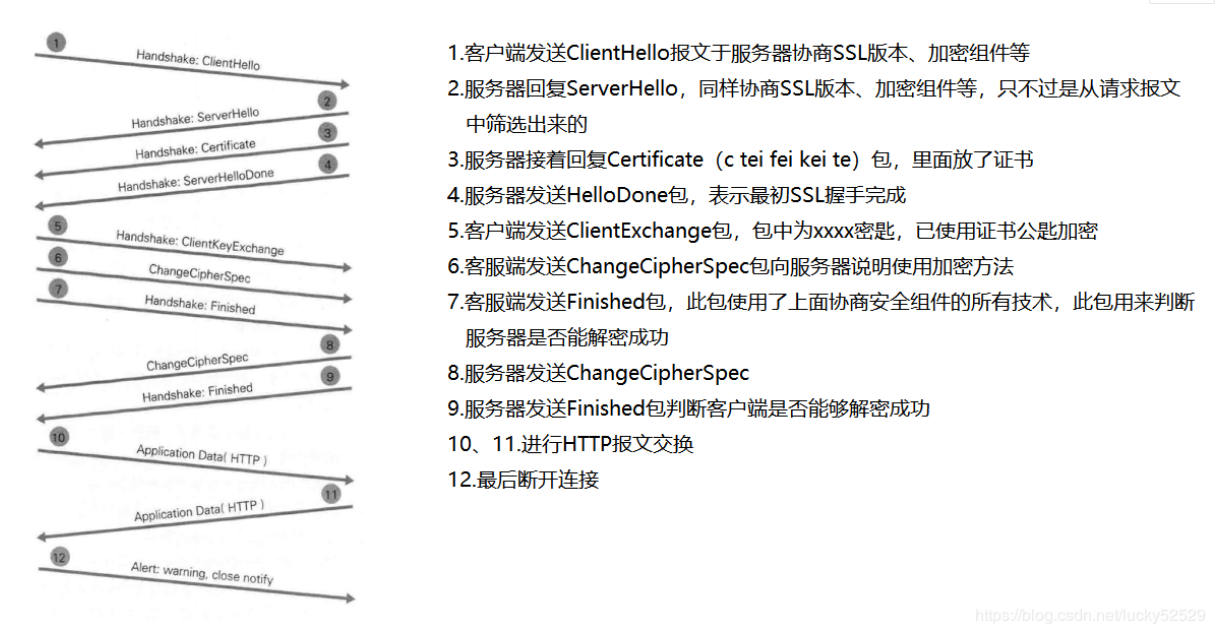 1
Handshake: ClientHello
2
Handshake: ServerHello
3
Handshake: Certificate
4
Handshake: ServerHelloDone
5
Handshake: ClientKeyExchange
6
ChangeCipherSpec
7
Handshake: Finished
8
ChangeCipherSpec
9
Handshake: Finished
10
Application Data( HTTP )
11
Application Data( HTTP )
12
Alert: warning, close notify
1.客户端发送ClientHello报文于服务器协商SSL版本、加密组件等
2.服务器回复ServerHello，同样协商SSL版本、加密组件等，只不过是从请求报文
中筛选出来的
3.服务器接着回复Certificate（c tei fei kei te）包，里面放了证书
4.服务器发送HelloDone包，表示最初SSL握手完成
5.客户端发送ClientExchange包，包中为xxxx密匙，已使用证书公匙加密
6.客服端发送ChangeCipherSpec包向服务器说明使用加密方法
7.客服端发送Finished包，此包使用了上面协商安全组件的所有技术，此包用来判断
服务器是否能解密成功
8.服务器发送ChangeCipherSpec
9.服务器发送Finished包判断客户端是否能够解密成功
10、11.进行HTTP报文交换
12.最后断开连接
https://blog.csdn.net/lucky52529